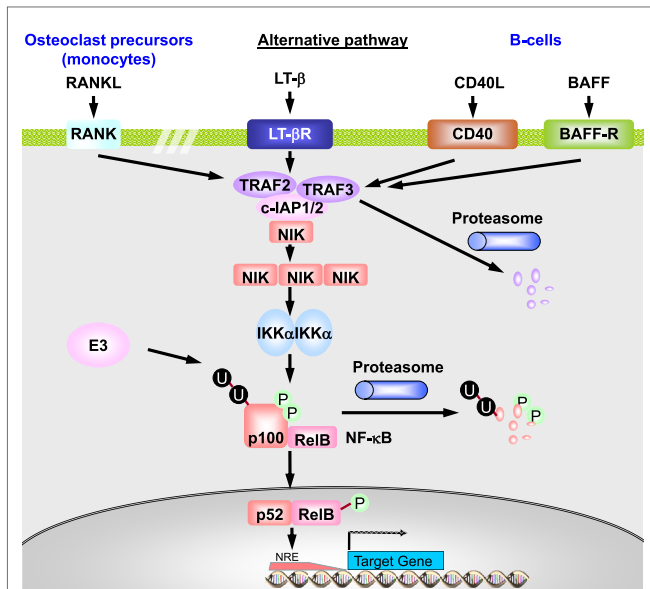 Osteoclast precursors
(monocytes)
Alternative pathway
B-cells
RANKL
LT-β
CD40L
BAFF
RANK
LT-βR
CD40
BAFF-R
TRAF2
TRAF3
c-IAP1/2
Proteasome
NIK
NIK
NIK
NIK
IKKα
IKKα
E3
Proteasome
U
U
P
P
U
U
P
P
p100
RelB
NF-κB
P
p52
RelB
NRE
Target Gene